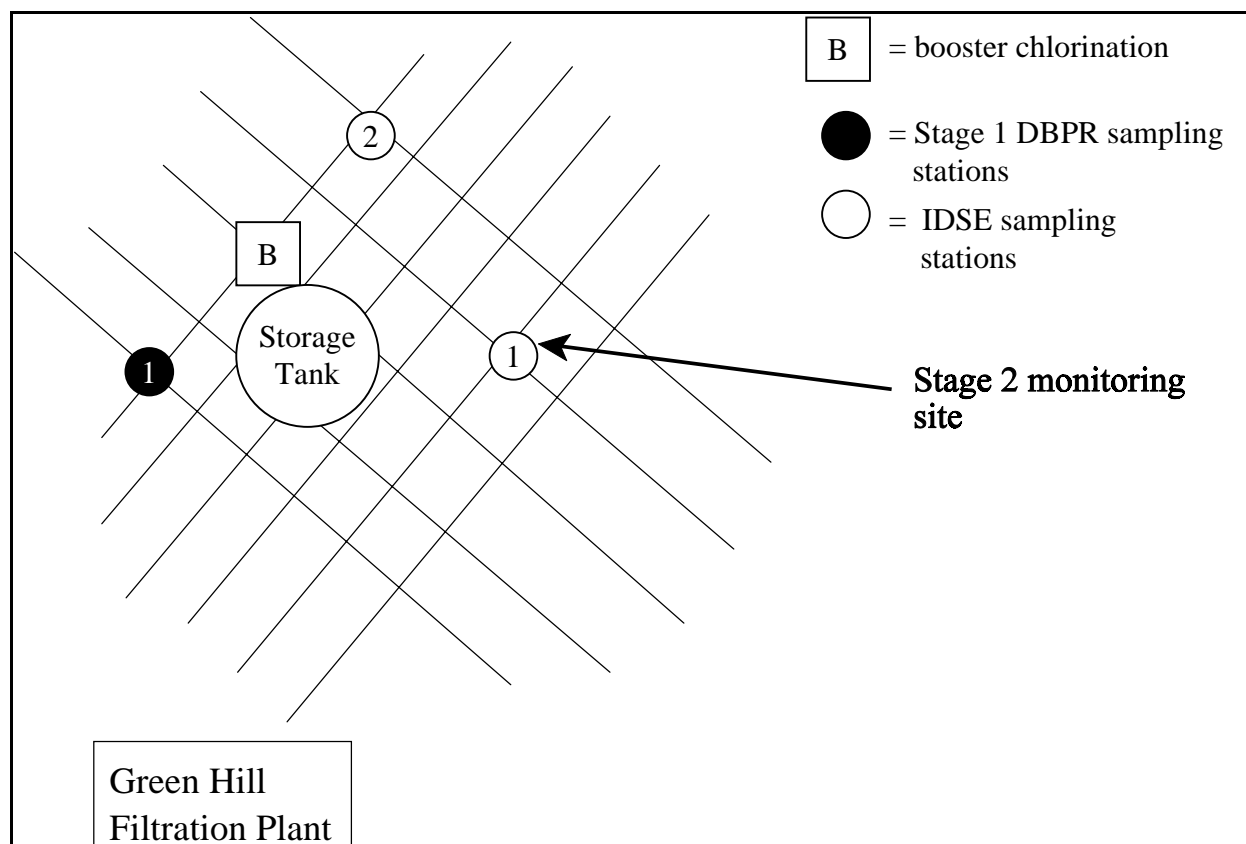 B
= booster chlorination
= Stage 1 DBPR sampling
stations
= IDSE sampling
stations
2
B
Storage
Tank
1
1
Stage 2 monitoring
site
Green Hill
Filtration Plant